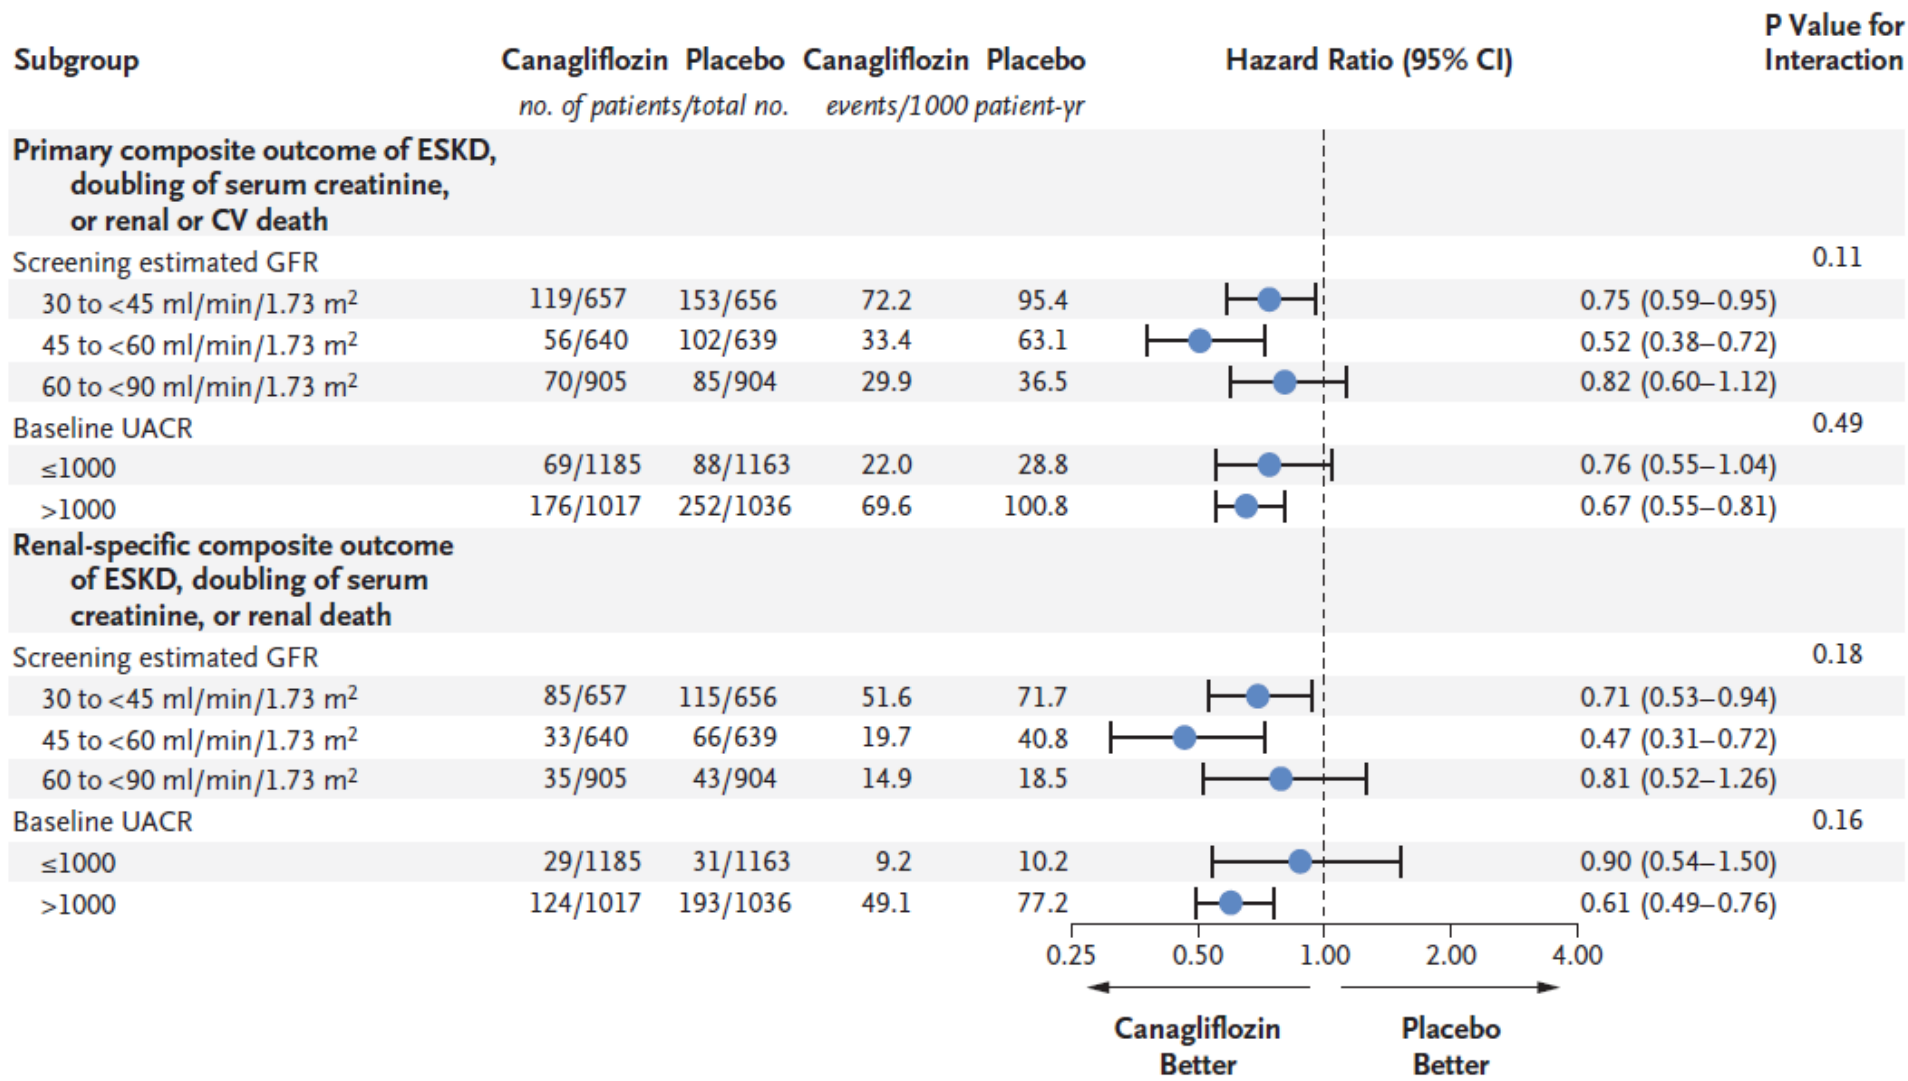 P Value for
Subgroup Canagliflozin Placebo Canagliflozin Placebo Hazard Ratio (95% CI) Interaction
no. of patients/total no. events/1000 patient-yr
Primary composite outcome of ESKD,
doubling of serum creatinine,
or renal or CV death
Screening estimated GFR 0.11
30 to <45 ml/min/1.73 m² 119/657 153/656 72.2 95.4 0.75 (0.59–0.95)
45 to <60 ml/min/1.73 m² 56/640 102/639 33.4 63.1 0.52 (0.38–0.72)
60 to <90 ml/min/1.73 m² 70/905 85/904 29.9 36.5 0.82 (0.60–1.12)
Baseline UACR 0.49
≤1000 69/1185 88/1163 22.0 28.8 0.76 (0.55–1.04)
>1000 176/1017 252/1036 69.6 100.8 0.67 (0.55–0.81)
Renal-specific composite outcome
of ESKD, doubling of serum
creatinine, or renal death
Screening estimated GFR 0.18
30 to <45 ml/min/1.73 m² 85/657 115/656 51.6 71.7 0.71 (0.53–0.94)
45 to <60 ml/min/1.73 m² 33/640 66/639 19.7 40.8 0.47 (0.31–0.72)
60 to <90 ml/min/1.73 m² 35/905 43/904 14.9 18.5 0.81 (0.52–1.26)
Baseline UACR 0.16
≤1000 29/1185 31/1163 9.2 10.2 0.90 (0.54–1.50)
>1000 124/1017 193/1036 49.1 77.2 0.61 (0.49–0.76)
0.25 0.50 1.00 2.00 4.00
Canagliflozin Placebo
Better Better